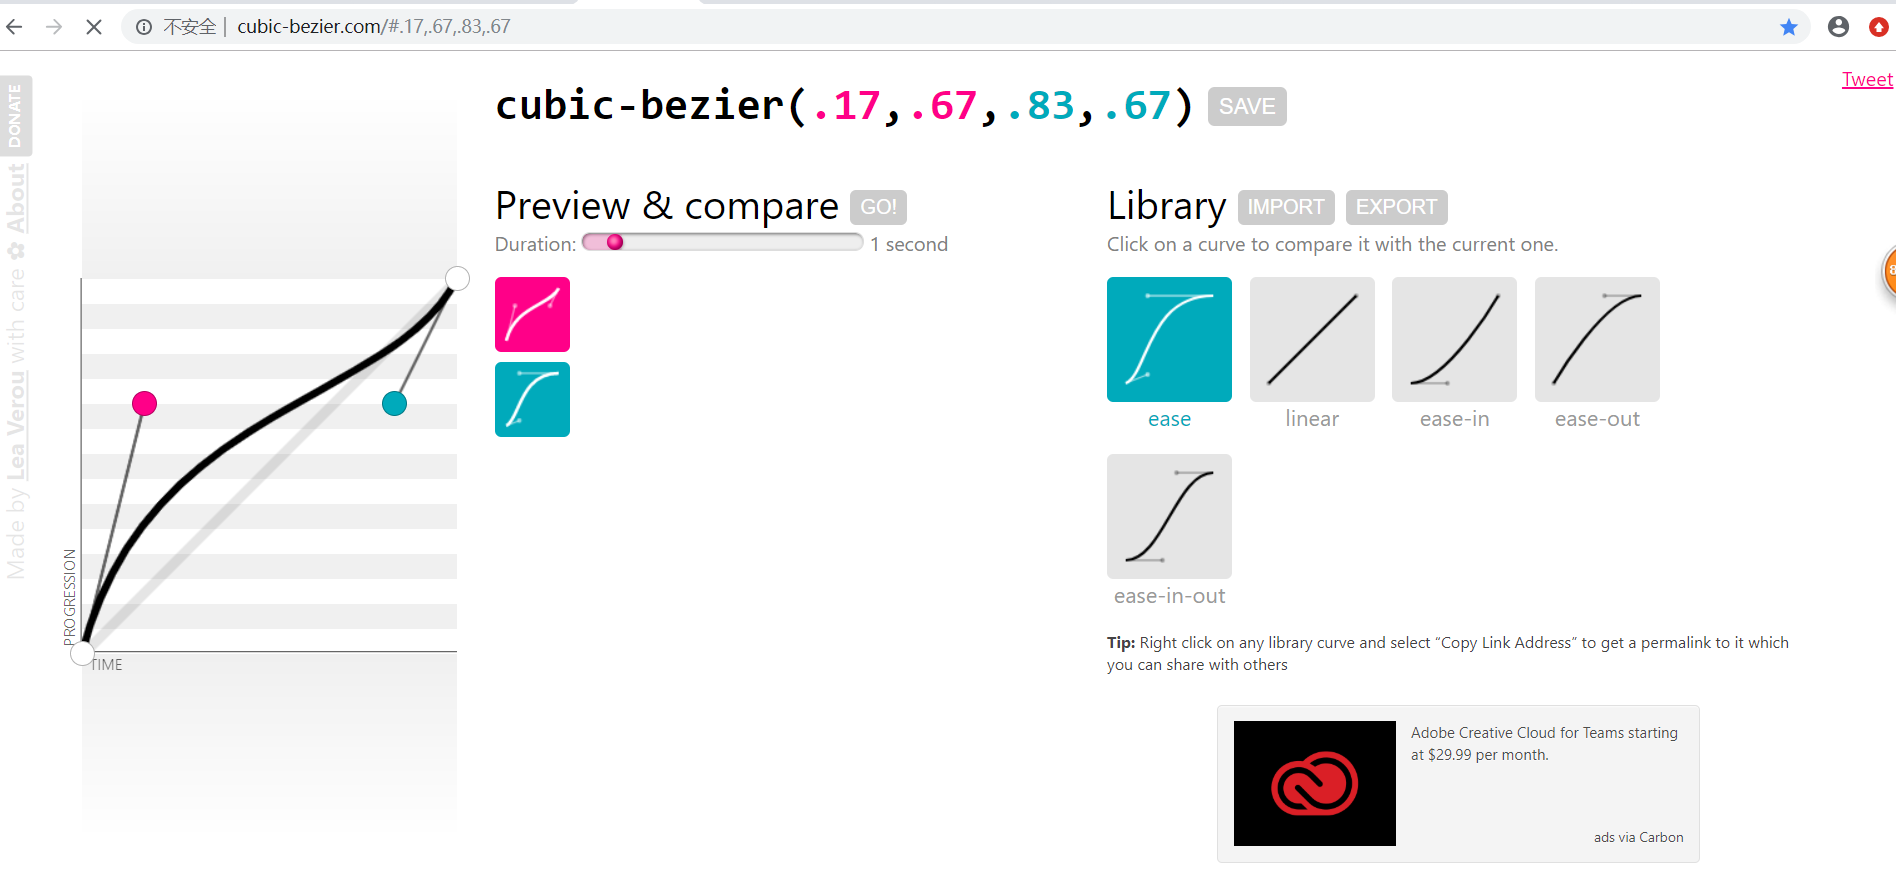 不安全 | cubic-bezier.com/#.17,.67,.83,.67
Tweet
DONATE
Made by Lea Verou with care ✿ About
cubic-bezier(.17,.67,.83,.67) SAVE
PROGRESSION
TIME
Preview & compare GO!
Duration: 1 second
Library IMPORT EXPORT
Click on a curve to compare it with the current one.
ease linear ease-in ease-out
ease-in-out
Tip: Right click on any library curve and select “Copy Link Address” to get a permalink to it which
you can share with others
Adobe Creative Cloud for Teams starting
at $29.99 per month.
ads via Carbon